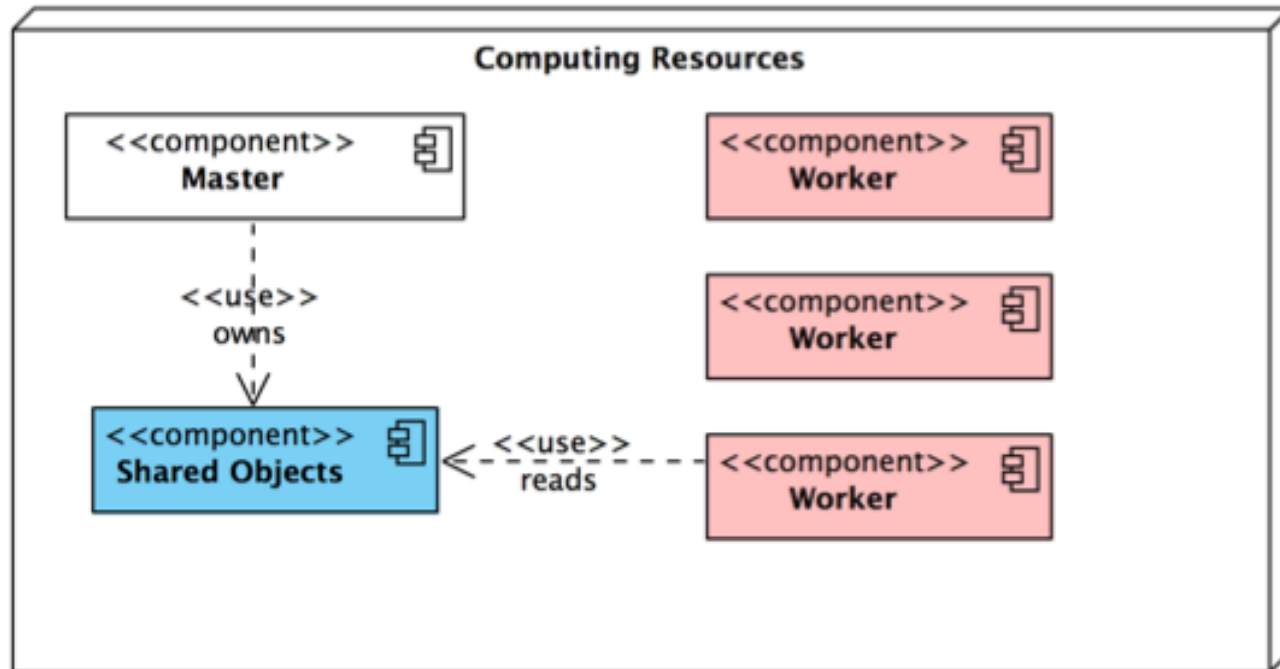 Computing Resources
<<component>>
Master
<<component>>
Worker
<<use>>
owns
<<component>>
Worker
<<component>>
Shared Objects
<<use>>
reads
<<component>>
Worker